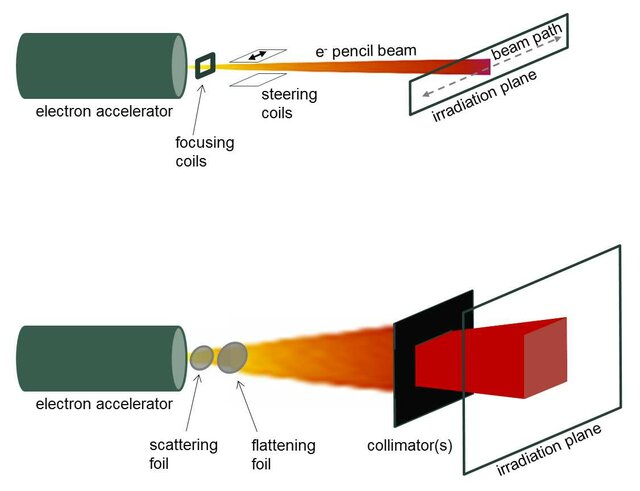 e⁻ pencil beam
beam path
electron accelerator
steering
coils
irradiation plane
focusing
coils
electron accelerator
scattering
foil
flattening
foil
collimator(s)
irradiation plane